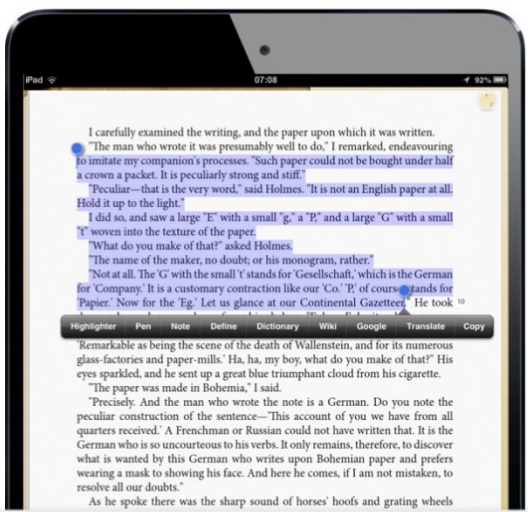 iPad 07:08 92%
I carefully examined the writing, and the paper upon which it was written.
"The man who wrote it was presumably well to do," I remarked, endeavouring
to imitate my companion's processes. "Such paper could not be bought under half
a crown a packet. It is peculiarly strong and stiff."
"Peculiar—that is the very word," said Holmes. "It is not an English paper at all.
Hold it up to the light."
I did so, and saw a large "E" with a small "g," a "P," and a large "G" with a small
"t" woven into the texture of the paper.
"What do you make of that?" asked Holmes.
"The name of the maker, no doubt; or his monogram, rather."
"Not at all. The 'G' with the small 't' stands for 'Gesellschaft,' which is the German
for 'Company.' It is a customary contraction like our 'Co.' 'P,' of course, stands for
'Papier.' Now for the 'Eg.' Let us glance at our Continental Gazetteer." He took 10
Highlighter Pen Note Define Dictionary Wiki Google Translate Copy
'Remarkable as being the scene of the death of Wallenstein, and for its numerous
glass-factories and paper-mills.' Ha, ha, my boy, what do you make of that?" His
eyes sparkled, and he sent up a great blue triumphant cloud from his cigarette.
"The paper was made in Bohemia," I said.
"Precisely. And the man who wrote the note is a German. Do you note the
peculiar construction of the sentence—'This account of you we have from all
quarters received.' A Frenchman or Russian could not have written that. It is the
German who is so uncourteous to his verbs. It only remains, therefore, to discover
what is wanted by this German who writes upon Bohemian paper and prefers
wearing a mask to showing his face. And here he comes, if I am not mistaken, to
resolve all our doubts."
As he spoke there was the sharp sound of horses' hoofs and grating wheels